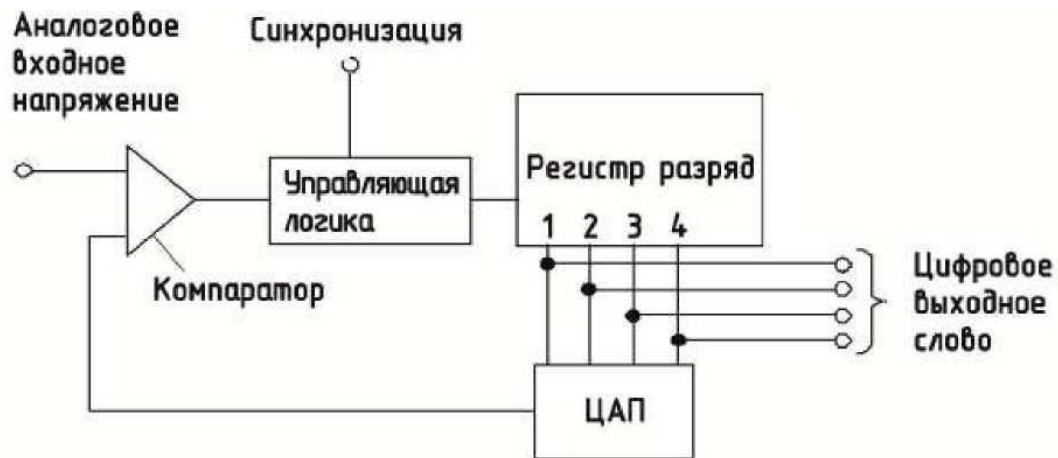 Аналоговое
входное
напряжение
Синхронизация
Управляющая
логика
Регистр разряд
1 2 3 4
Компаратор
Цифровое
выходное
слово
ЦАП